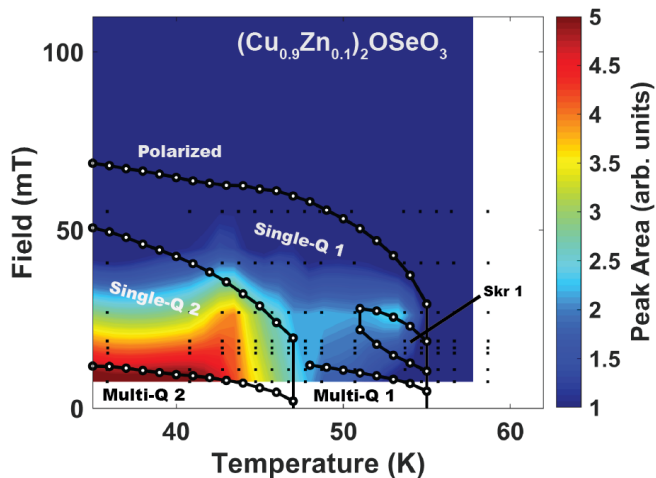 (Cu0.9Zn0.1)2OSeO3
100
50
0
Field (mT)
Polarized
Single-Q 1
Single-Q 2
Skr 1
Multi-Q 2
Multi-Q 1
40
50
60
Temperature (K)
5
4.5
4
3.5
3
2.5
2
1.5
1
Peak Area (arb. units)